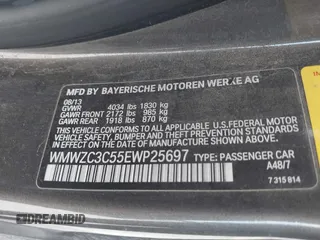 MFD BY BAYERISCHE MOTOREN WERKE AG
08/13
GVWR 4034 lbs 1830 kg
GAWR FRONT 2172 lbs 985 kg
GAWR REAR 1918 lbs 870 kg
THIS VEHICLE CONFORMS TO ALL APPLICABLE
U.S. FEDERAL MOTOR VEHICLE SAFETY,
BUMPER, AND THEFT PREVENTION STANDARDS
IN EFFECT ON THE DATE OF
MANUFACTURE SHOWN ABOVE.
WMWZC3C55EWP25697 TYPE: PASSENGER CAR
A48/7
7 315 814
DREAMBID